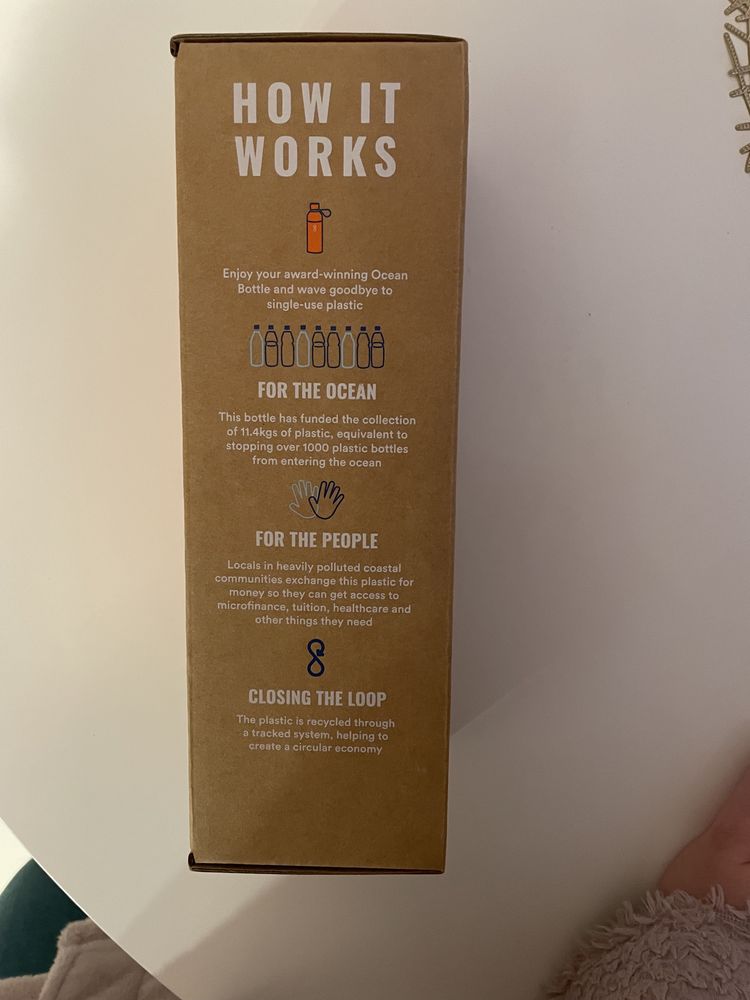 HOW IT
WORKS
Enjoy your award-winning Ocean
Bottle and wave goodbye to
single-use plastic
FOR THE OCEAN
This bottle has funded the collection
of 11.4kgs of plastic, equivalent to
stopping over 1000 plastic bottles
from entering the ocean
FOR THE PEOPLE
Locals in heavily polluted coastal
communities exchange this plastic for
money so they can get access to
microfinance, tuition, healthcare and
other things they need
CLOSING THE LOOP
The plastic is recycled through
a tracked system, helping to
create a circular economy